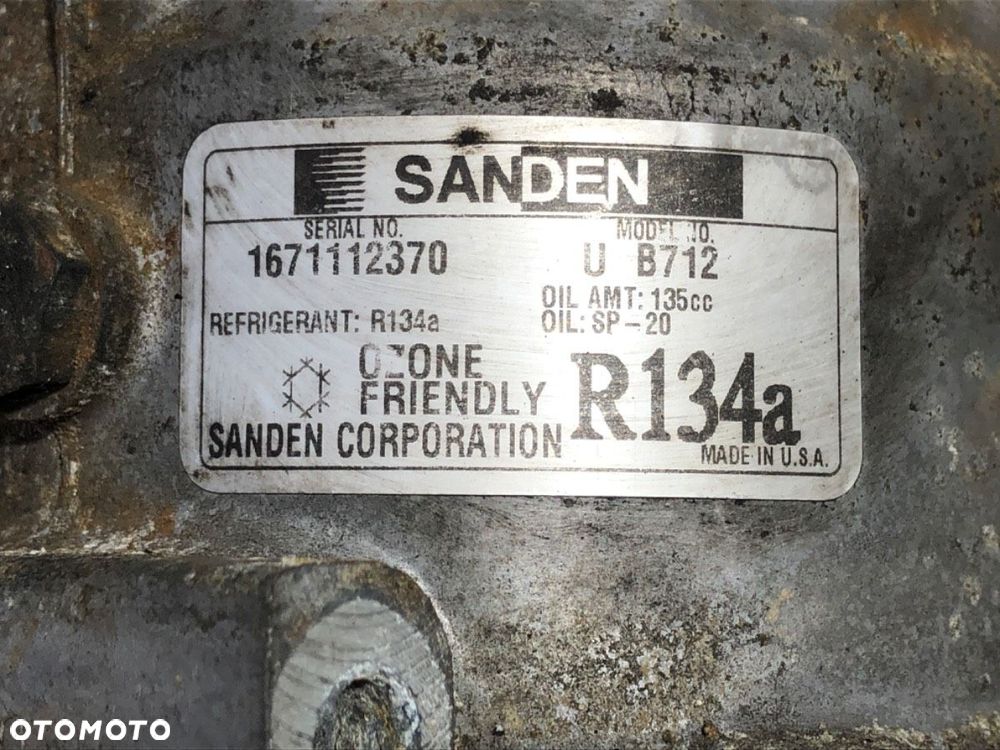 SANDEN
SERIAL NO. MODEL NO.
1671112370 U B712
OIL AMT: 135cc
REFRIGERANT: R134a OIL: SP-20
OZONE
FRIENDLY R134a
SANDEN CORPORATION MADE IN U.S.A.
OTOMOTO